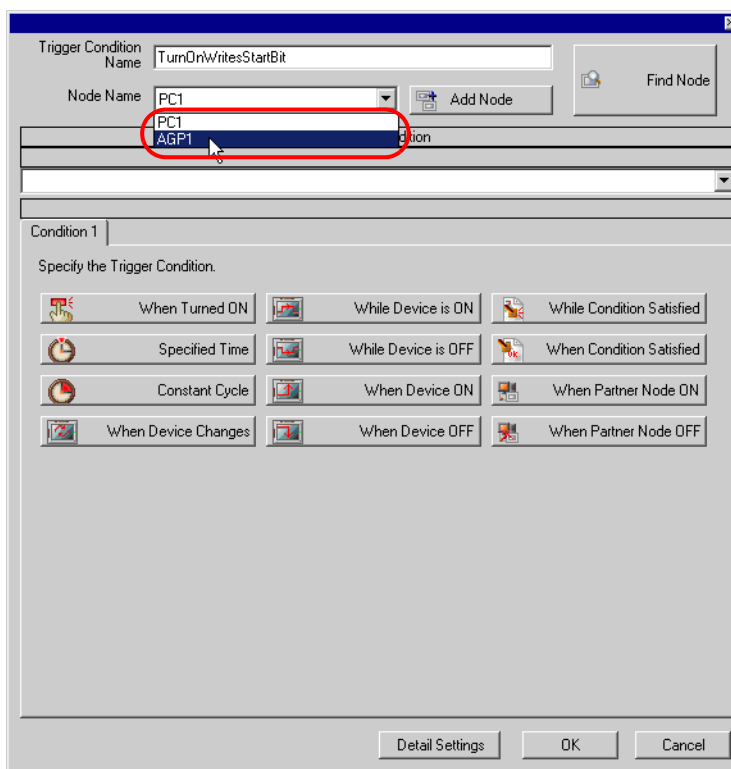 Trigger Condition
Name
TurnOnWritesStartBit
Find Node
Node Name
PC1
Add Node
PC1
AGP1
Condition 1
Specify the Trigger Condition.
When Turned ON
While Device is ON
While Condition Satisfied
Specified Time
While Device is OFF
When Condition Satisfied
Constant Cycle
When Device ON
When Partner Node ON
When Device Changes
When Device OFF
When Partner Node OFF
Detail Settings
OK
Cancel